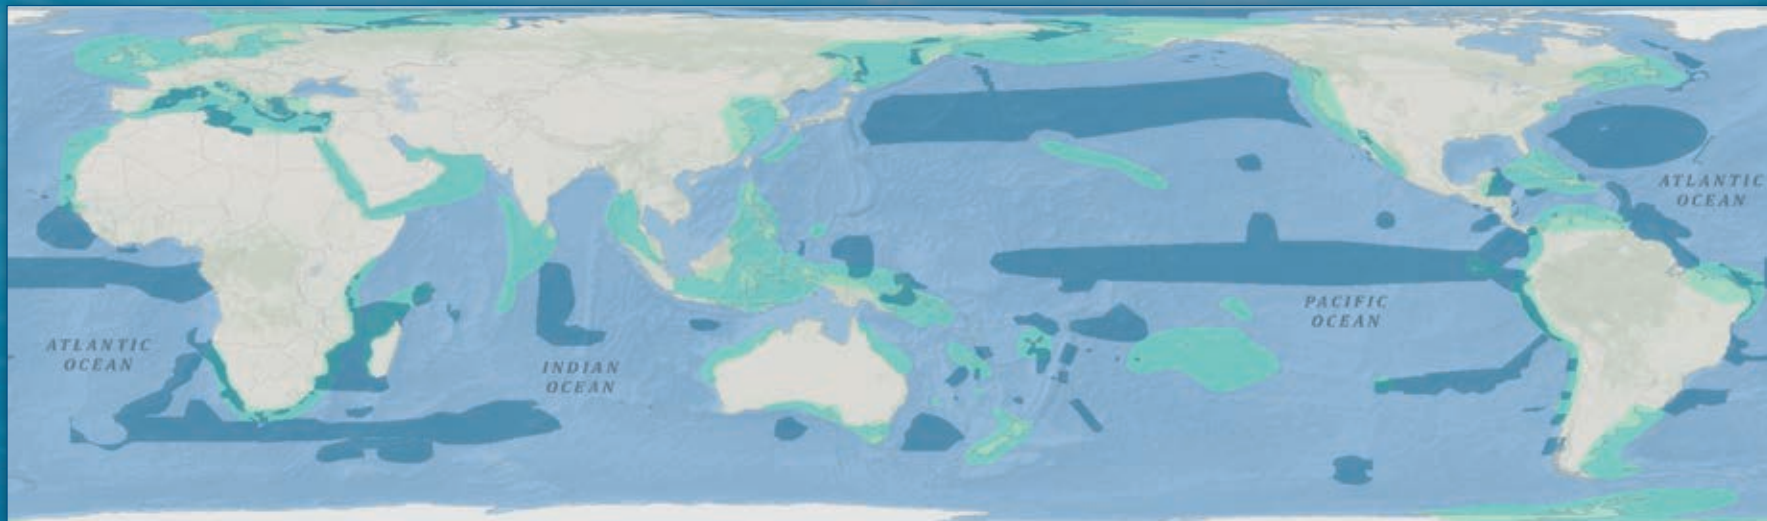 ATLANTIC
OCEAN
ATLANTIC
OCEAN
INDIAN
OCEAN
PACIFIC
OCEAN